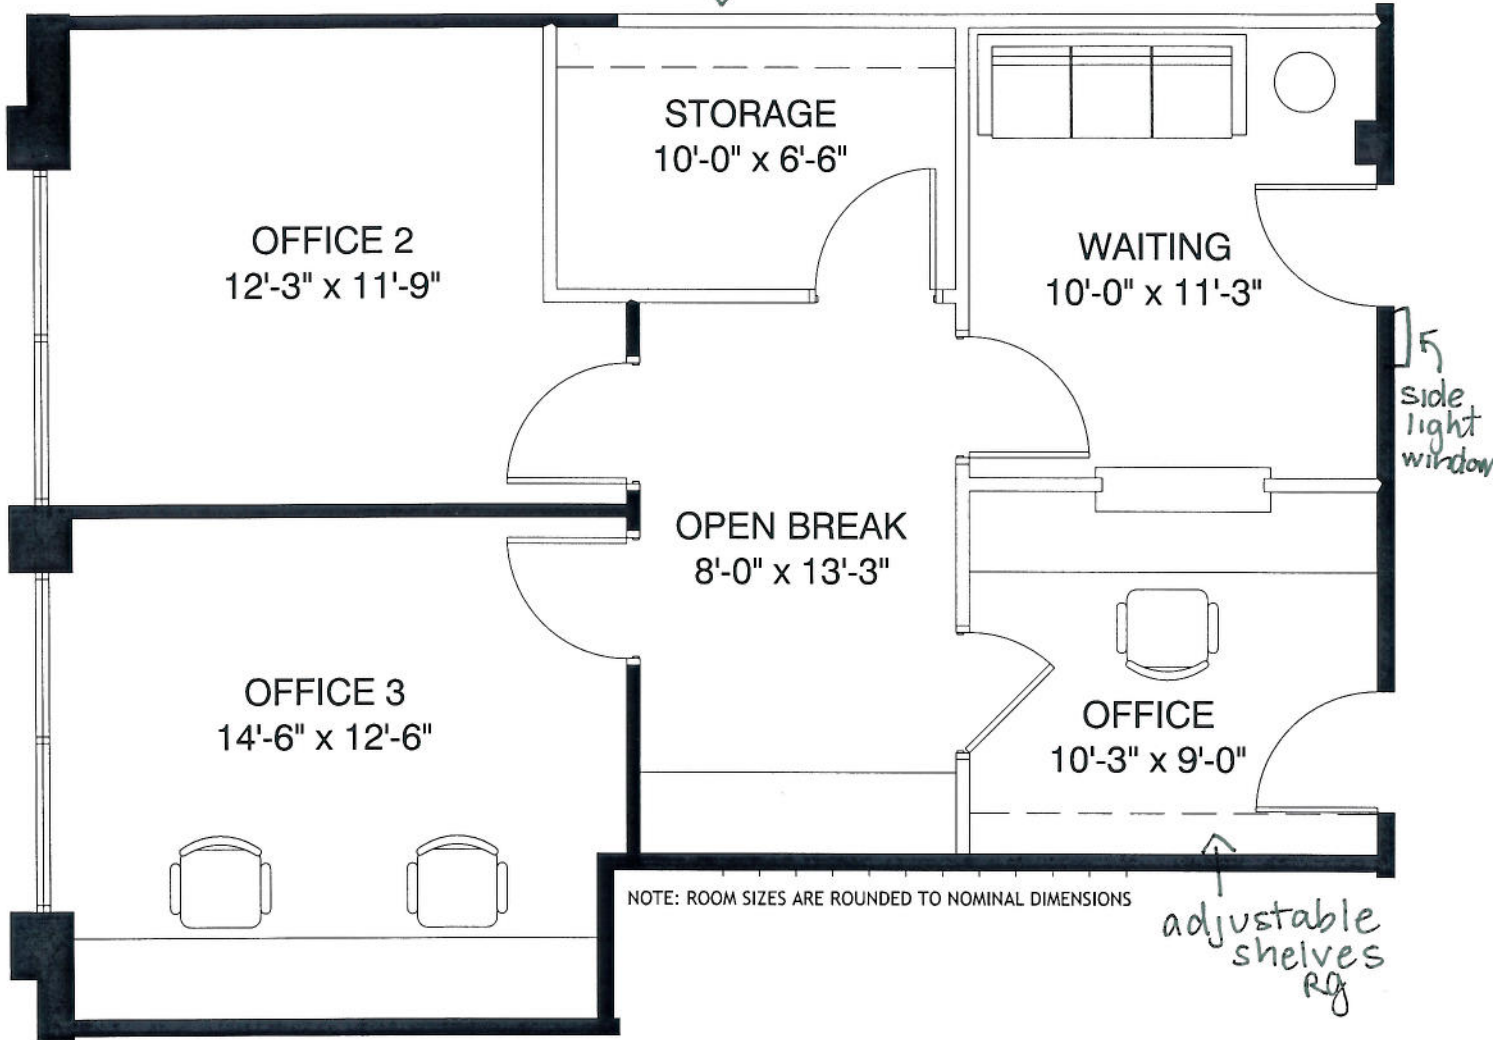 STORAGE
10'-0" x 6'-6"
OFFICE 2
12'-3" x 11'-9"
WAITING
10'-0" x 11'-3"
side
light
window
OPEN BREAK
8'-0" x 13'-3"
OFFICE 3
14'-6" x 12'-6"
OFFICE
10'-3" x 9'-0"
NOTE: ROOM SIZES ARE ROUNDED TO NOMINAL DIMENSIONS
adjustable
shelves